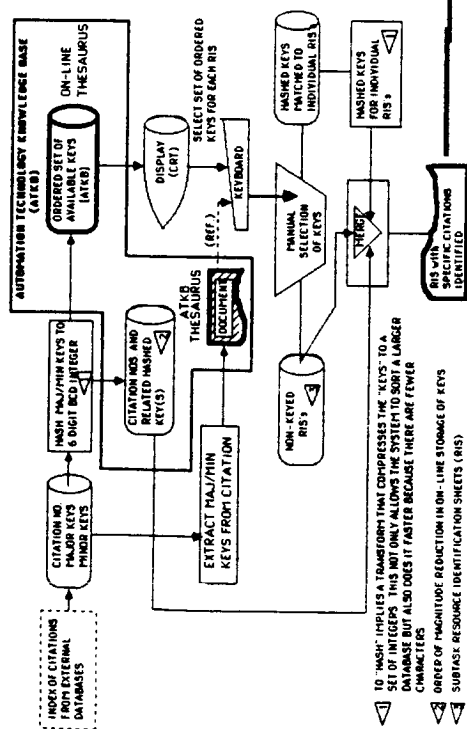 INDEX OF CITATIONS
FROM EXTERNAL
DATABASES
CITATION NO.
MAJOR KEYS
MINOR KEYS
HASH MAJ/MIN KEYS TO
6 DIGIT BCD INTEGER
1
AUTOMATION TECHNOLOGY KNOWLEDGE BASE
(ATKB)
ON-LINE
THESAURUS
ORDERED SET OF
AVAILABLE KEYS
(ATKB)
CITATION NOS AND
RELATED HASHED
KEY(S)
2
DISPLAY
(CRT)
SELECT SET OF ORDERED
KEYS FOR EACH RIS
EXTRACT MAJ/MIN
KEYS FROM CITATION
ATKB
THESAURUS
DOCUMENT
(REF.)
KEYBOARD
NON-KEYED
RIS's
3
MANUAL
SELECTION
OF KEYS
HASHED KEYS
MATCHED TO
INDIVIDUAL RIS's
HASHED KEYS
FOR INDIVIDUAL
RIS's
1
MERGE
RIS with
SPECIFIC CITATIONS
IDENTIFIED
1 TO "HASH" IMPLIES A TRANSFORM THAT COMPRESSES THE "KEYS" TO A
SET OF INTEGERS. THIS NOT ONLY ALLOWS THE SYSTEM TO SORT A LARGER
DATABASE BUT ALSO DOES IT FASTER BECAUSE THERE ARE FEWER
CHARACTERS
2 ORDER OF MAGNITUDE REDUCTION IN ON-LINE STORAGE OF KEYS
3 SUBTASK RESOURCE IDENTIFICATION SHEETS (RIS)